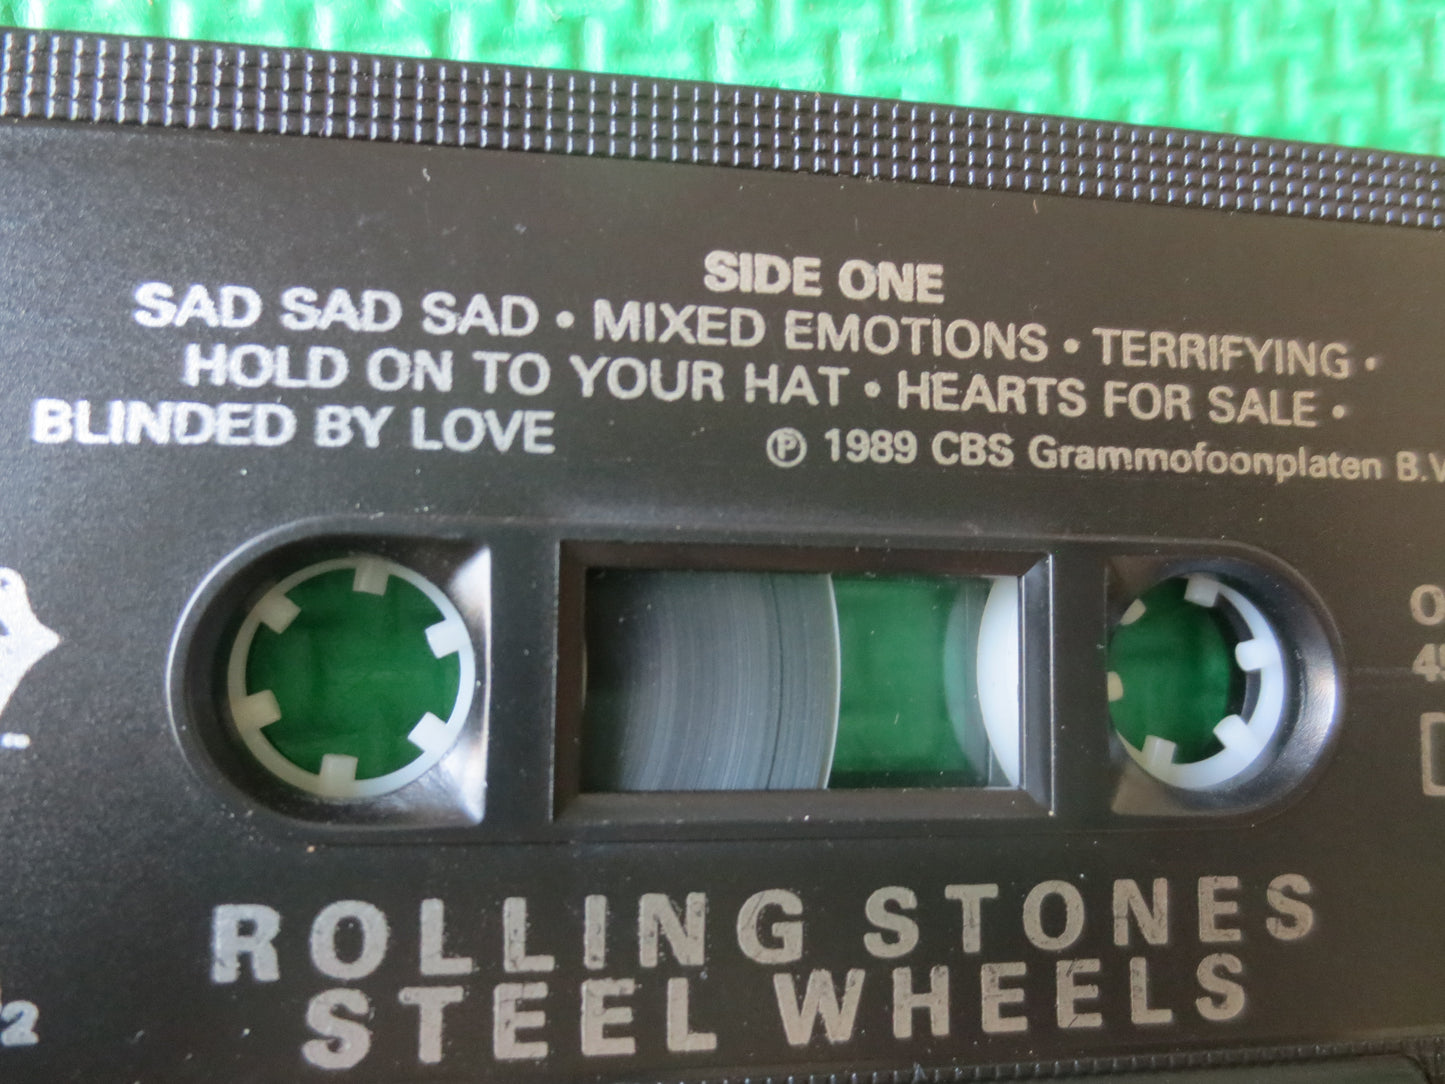 SIDE ONE
SAD SAD SAD • MIXED EMOTIONS • TERRIFYING •
HOLD ON TO YOUR HAT • HEARTS FOR SALE •
BLINDED BY LOVE
Ⓟ 1989 CBS Grammofoonplaten B.V
ROLLING STONES
STEEL WHEELS